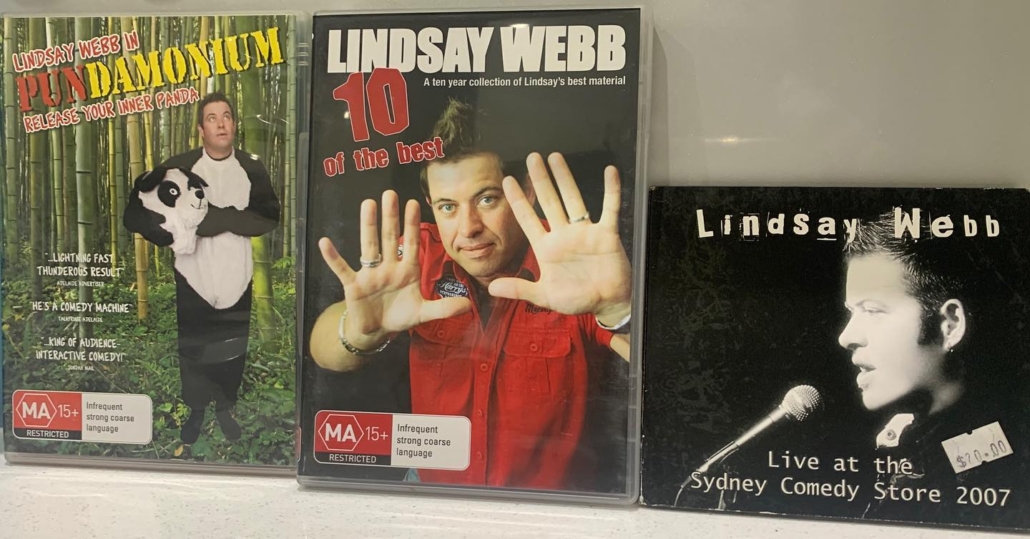 LINDSAY WEBB IN
PUNDAMONIUM
RELEASE YOUR INNER PANDA
"...LIGHTNING FAST
THUNDEROUS RESULT"
ADELAIDE ADVERTISER
"HE'S A COMEDY MACHINE"
"...KING OF AUDIENCE
INTERACTIVE COMEDY!"
MA 15+
RESTRICTED
Infrequent
strong coarse
language
LINDSAY WEBB
A ten year collection of Lindsay's best material
10
of the best
MA 15+
RESTRICTED
Infrequent
strong coarse
language
Lindsay Webb
$20.00
Live at the
Sydney Comedy Store 2007